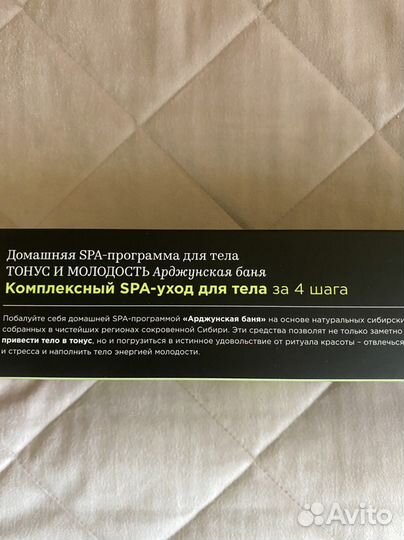 Домашняя SPA-программа для тела
ТОНУС И МОЛОДОСТЬ Арджунская баня
Комплексный SPA-уход для тела за 4 шага
Побалуйте себя домашней SPA-программой «Арджунская баня» на основе натуральных сибирски
собранных в чистейших регионах сокровенной Сибири. Эти средства позволят не только заметно
привести тело в тонус, но и погрузиться в истинное удовольствие от ритуала красоты – отвлечься
и стресса и наполнить тело энергией молодости.
Avito